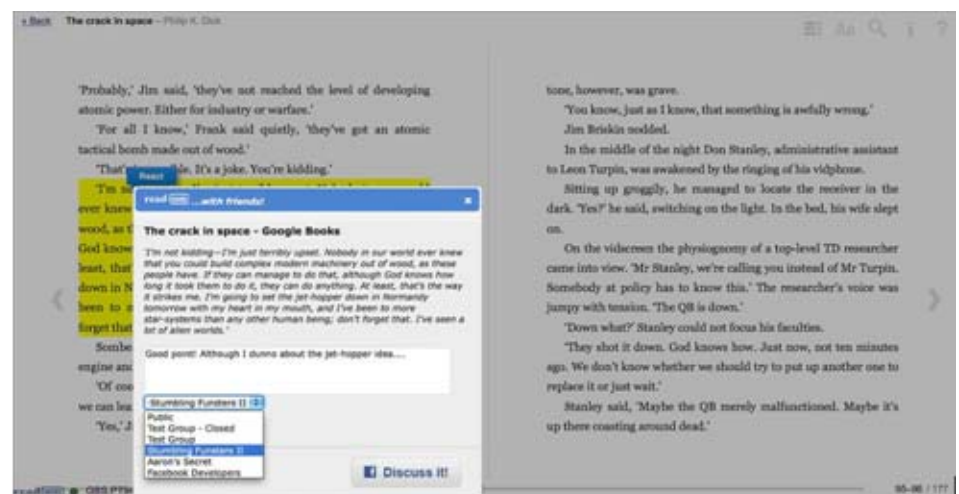 « Back The crack in space – Philip K. Dick
Aa i ?
'Probably,' Jim said, 'they've not reached the level of developing
atomic power. Either for industry or warfare.'
'For all I know,' Frank said quietly, 'they've got an atomic
tactical bomb made out of wood.'
'That's ble. It's a joke. You're kidding.'
React
'I'm
ever knew
wood, as
God know
least, that
down in N
been to
forget that
Sombe
engine and
'Of
we can lea
'Yes,' J
read ...with friends!
The crack in space - Google Books
'I'm not kidding—I'm just terribly upset. Nobody in our world ever knew
that you could build complex modern machinery out of wood, as these
people have. If they can manage to do that, although God knows how
long it took them to do it, they can do anything. At least, that's the way
it strikes me. I'm going to set the jet-hopper down in Normandy
tomorrow with my heart in my mouth, and I've been to more
star-systems than any other human being; don't forget that. I've seen a
lot of alien worlds.'
Good point! Although I dunno about the jet-hopper idea....
Stumbling Funsters II
Public
Test Group - Closed
Test Group
Stumbling Funsters II
Aaron's Secret
Facebook Developers
Discuss It!
tone, however, was grave.
'You know, just as I know, that something is awfully wrong.'
Jim Briskin nodded.
In the middle of the night Don Stanley, administrative assistant
to Leon Turpin, was awakened by the ringing of his vidphone.
Sitting up groggily, he managed to locate the receiver in the
dark. 'Yes?' he said, switching on the light. In the bed, his wife slept
on.
On the vidscreen the physiognomy of a top-level TD researcher
came into view. 'Mr Stanley, we're calling you instead of Mr Turpin.
Somebody at policy has to know this.' The researcher's voice was
jumpy with tension. 'The QB is down.'
'Down what?' Stanley could not focus his faculties.
'They shot it down. God knows how. Just now, not ten minutes
ago. We don't know whether we should try to put up another one to
replace it or just wait.'
Stanley said, 'Maybe the QB merely malfunctioned. Maybe it's
up there coasting around dead.'
95-96 / 177